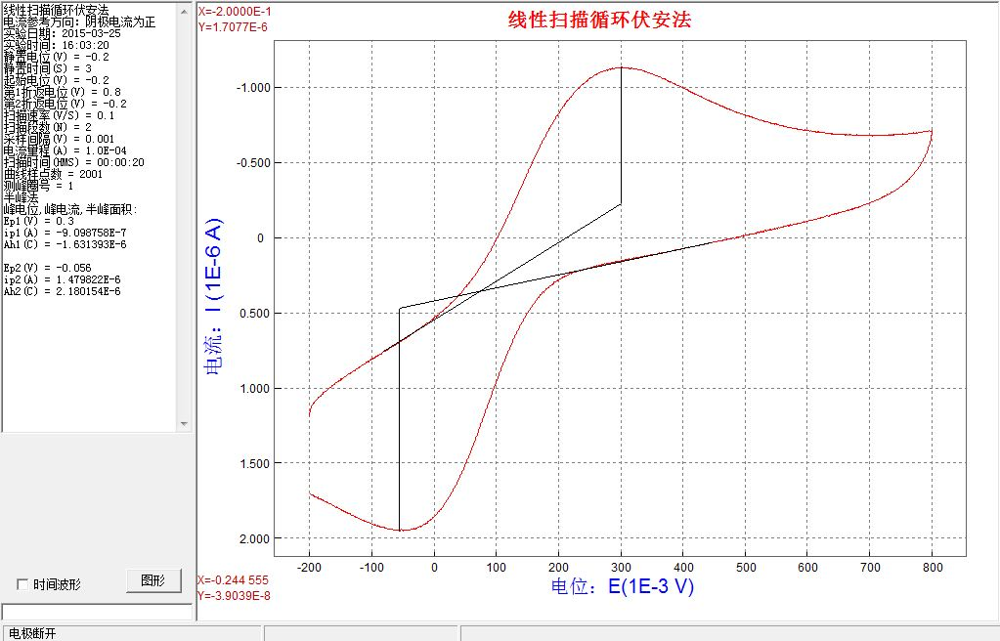 线性扫描循环伏安法
电流参考方向：阴极电流为正
实验日期：2015-03-25
实验时间：16:03:20
静置电位(V) = -0.2
静置时间(S) = 3
起始电位(V) = -0.2
第1折返电位(V) = 0.8
第2折返电位(V) = -0.2
扫描速率(V/S) = 0.1
扫描段数(N) = 2
采样间隔(V) = 0.001
电流量程(A) = 1.0E-04
扫描时间(HMS) = 00:00:20
曲线样点数 = 2001
测峰圈号 = 1
半峰法
峰电位,峰电流,半峰面积:
Ep1(V) = 0.3
ip1(A) = -9.098758E-7
Ah1(C) = -1.631393E-6
Ep2(V) = -0.056
ip2(A) = 1.479822E-6
Ah2(C) = 2.180154E-6
时间波形
图形
电极断开
X=-2.0000E-1
Y=1.7077E-6
线性扫描循环伏安法
-1.000
-0.500
0
0.500
1.000
1.500
2.000
电流：I (1E-6 A)
-200 -100 0 100 200 300 400 500 600 700 800
电位：E(1E-3 V)
X=-0.244 555
Y=-3.9039E-8